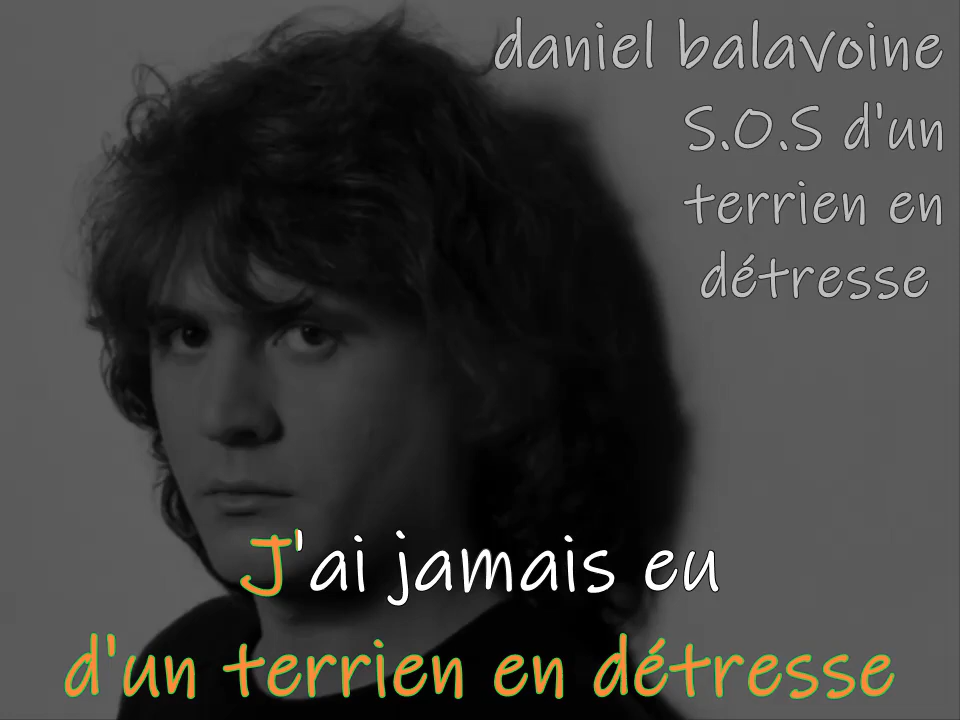 daniel balavoine
S.O.S d'un
terrien en
détresse
J'ai jamais eu
d'un terrien en détresse